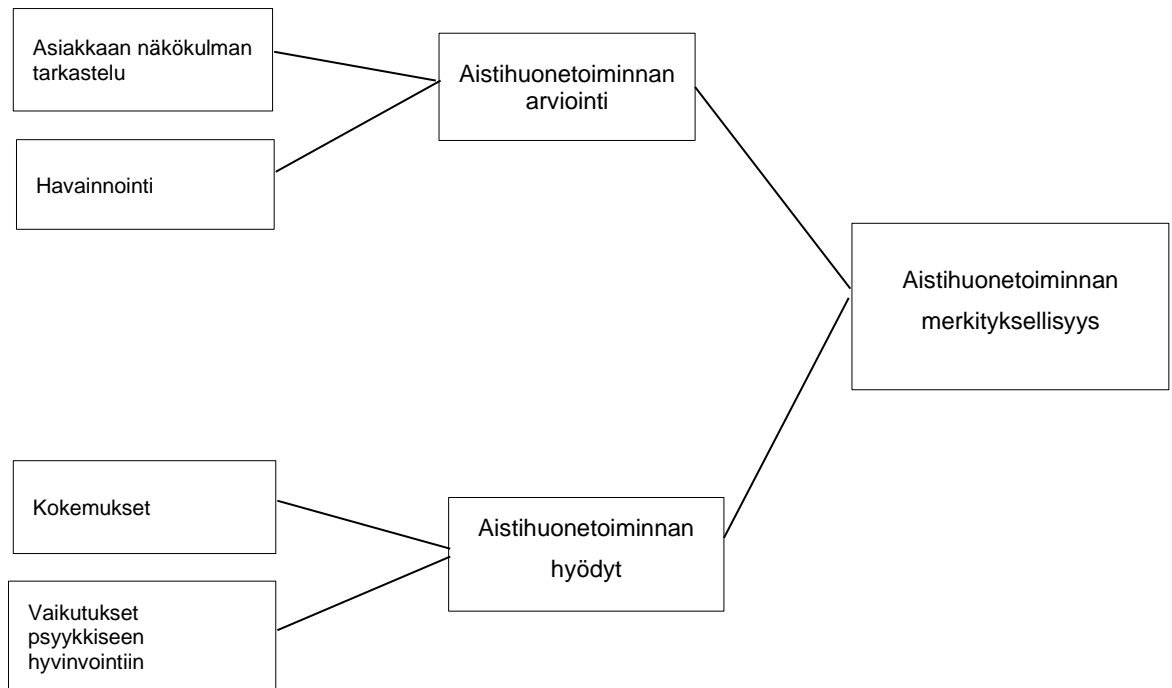 Asiakkaan näkökulman
tarkastelu
Havainnointi
Aistihuonetoiminnan
arviointi
Aistihuonetoiminnan
merkityksellisyys
Kokemukset
Vaikutukset
psyykkiseen
hyvinvointiin
Aistihuonetoiminnan
hyödyt